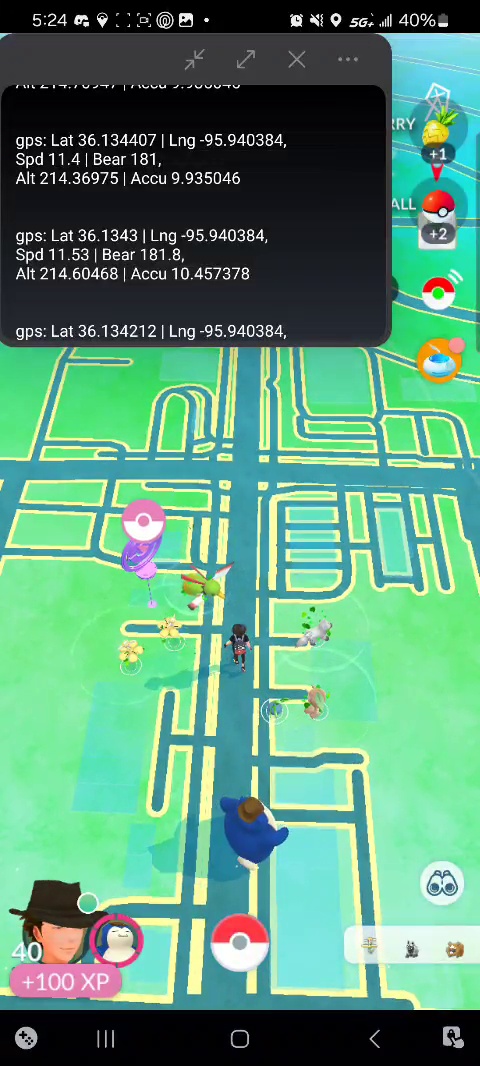 5:24
5G+
40%
Alt 214.76947 | Accu 9.935046
gps: Lat 36.134407 | Lng -95.940384,
Spd 11.4 | Bear 181,
Alt 214.36975 | Accu 9.935046
gps: Lat 36.1343 | Lng -95.940384,
Spd 11.53 | Bear 181.8,
Alt 214.60468 | Accu 10.457378
gps: Lat 36.134212 | Lng -95.940384,
RRY
+1
ALL
+2
40
+100 XP